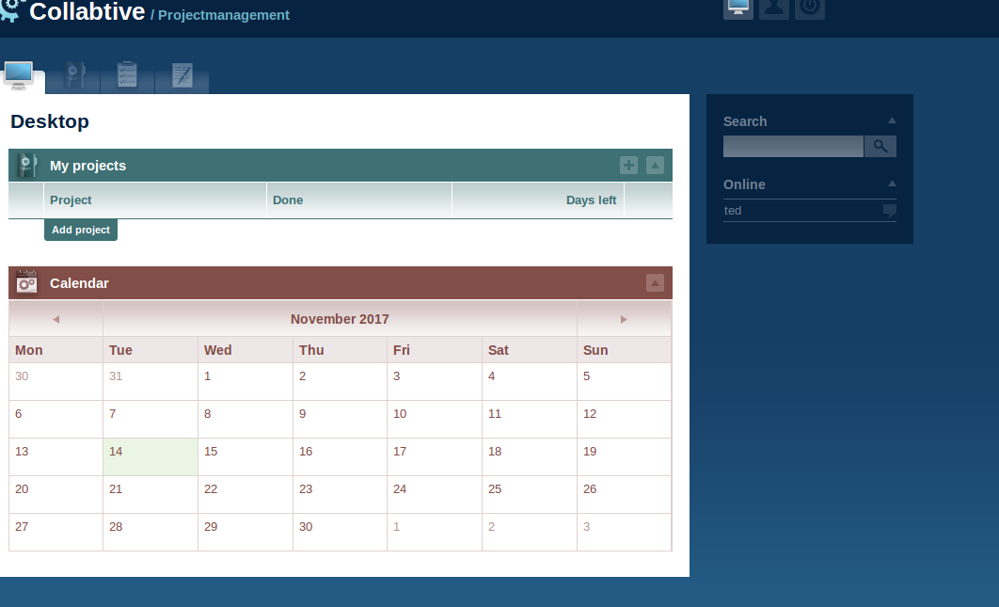 Collabtive / Projectmanagement
Desktop
My projects
Project Done Days left
Add project
Calendar
November 2017
Mon Tue Wed Thu Fri Sat Sun
30 31 1 2 3 4 5
6 7 8 9 10 11 12
13 14 15 16 17 18 19
20 21 22 23 24 25 26
27 28 29 30 1 2 3
Search
Online
ted